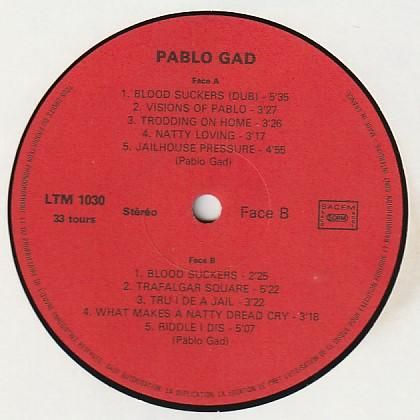 PABLO GAD
Face A
1. BLOOD SUCKERS (DUB) - 5'35
2. VISIONS OF PABLO - 3'27
3. TRODDING ON HOME - 3'26
4. NATTY LOVING - 3'17
5. JAILHOUSE PRESSURE - 4'55
(Pablo Gad)
LTM 1030
33 tours
Stéréo
Face B
SACEM
SDRM
Face B
1. BLOOD SUCKERS - 2'25
2. TRAFALGAR SQUARE - 5'22
3. TRU I DE A JAIL - 3'22
4. WHAT MAKES A NATTY DREAD CRY - 3'18
5. RIDDLE I DIS - 5'07
(Pablo Gad)